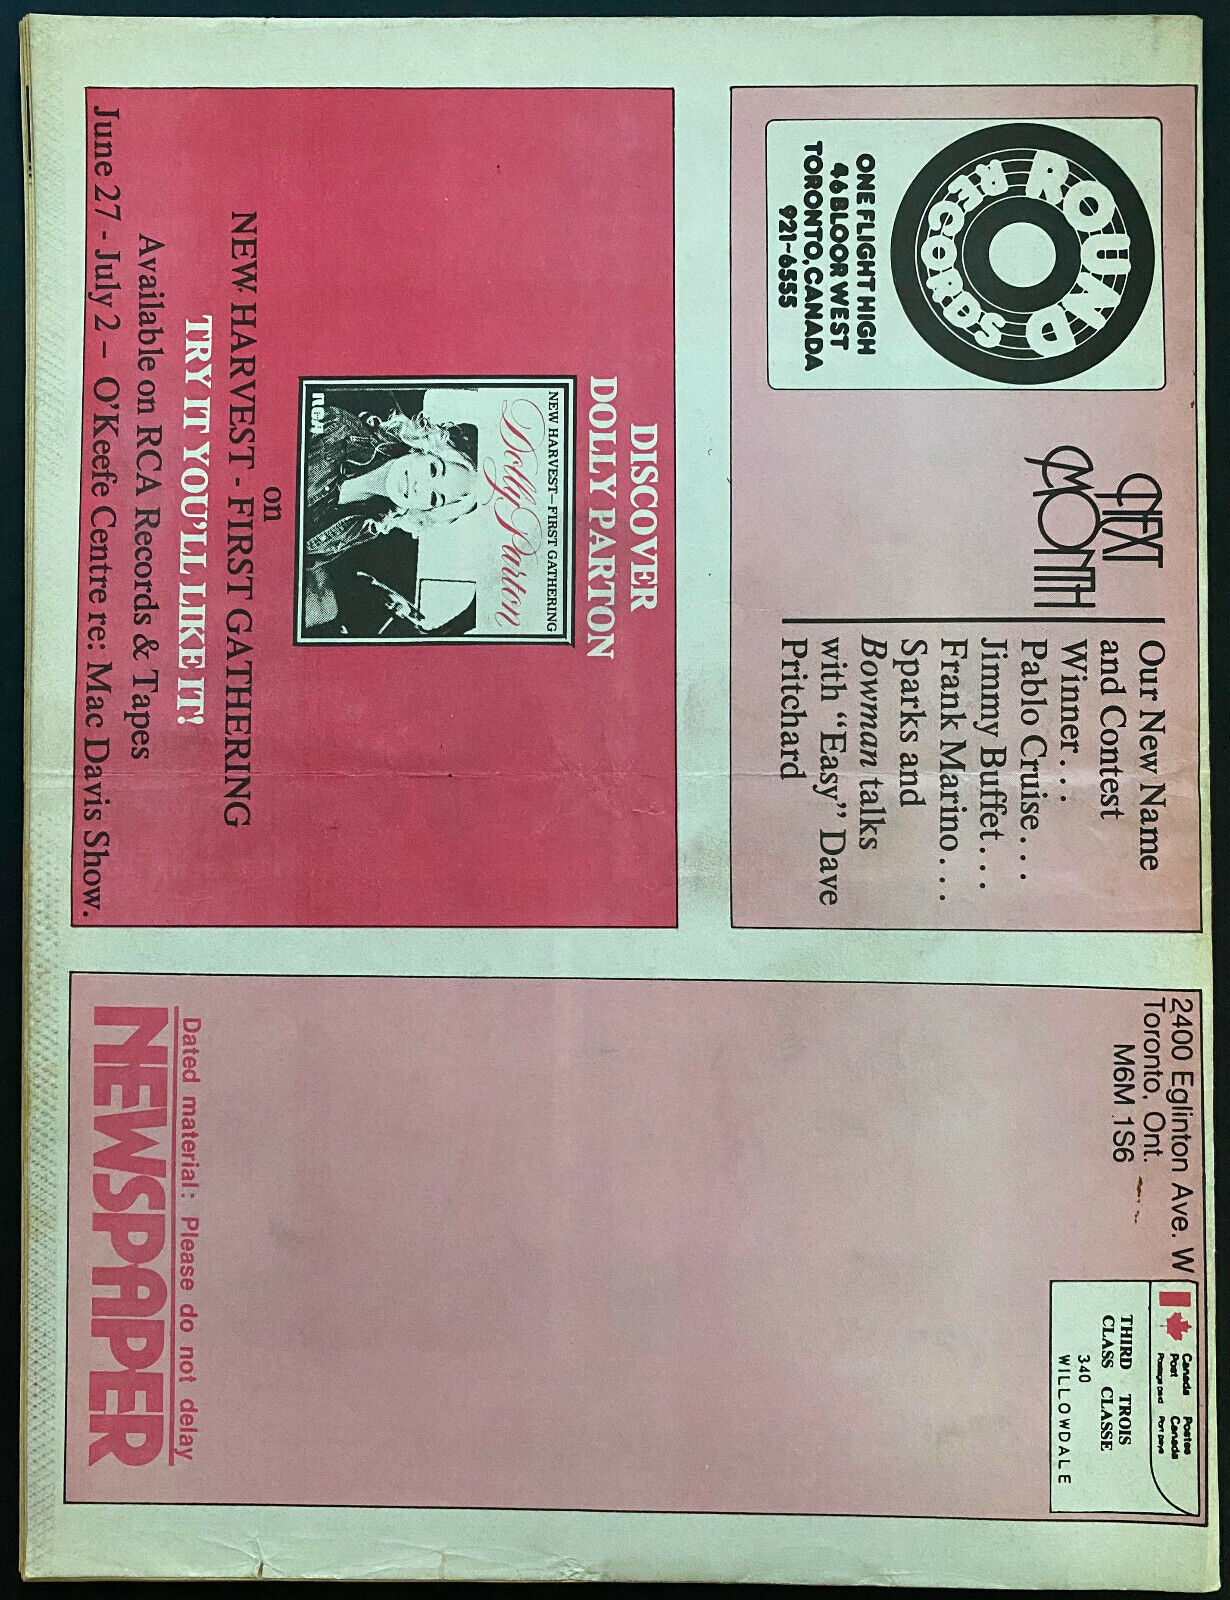 ROUND
RECORDS
ONE FLIGHT HIGH
46 BLOOR WEST
TORONTO, CANADA
921-6555
NEXT
MONTH
Our New Name
and Contest
Winner...
Pablo Cruise...
Jimmy Buffet...
Frank Marino...
Sparks and
Bowman talks
with "Easy" Dave
Pritchard
DISCOVER
DOLLY PARTON
NEW HARVEST—FIRST GATHERING
Dolly Parton
RCA
on
NEW HARVEST - FIRST GATHERING
TRY IT YOU'LL LIKE IT!
Available on RCA Records & Tapes
June 27 - July 2 – O'Keefe Centre re: Mac Davis Show.
2400 Eglinton Ave. W
Toronto, Ont.
M6M 1S6
Canada Postes
Post Canada
Postage paid Port payé
THIRD TROIS
CLASS CLASSE
340
WILLOWDALE
Dated material: Please do not delay
NEWSPAPER